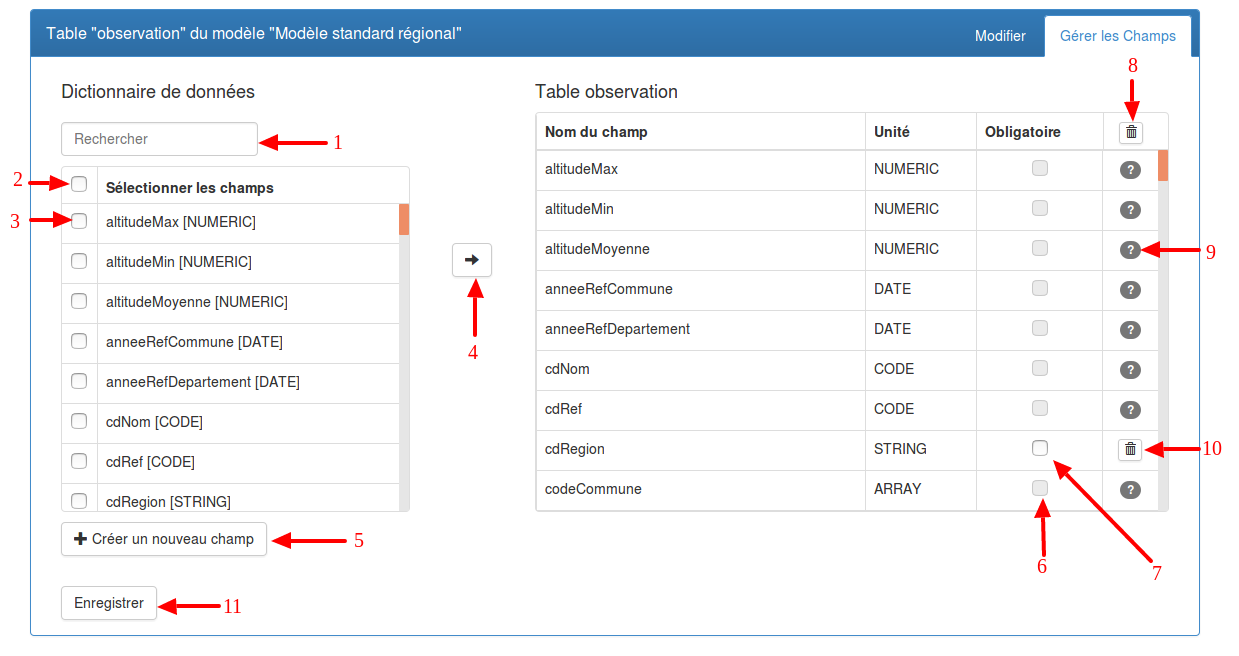 Table "observation" du modèle "Modèle standard régional"
Modifier
Gérer les Champs
8
Dictionnaire de données
Table observation
Rechercher
1
2
Sélectionner les champs
3
altitudeMax [NUMERIC]
altitudeMin [NUMERIC]
altitudeMoyenne [NUMERIC]
anneeRefCommune [DATE]
anneeRefDepartement [DATE]
cdNom [CODE]
cdRef [CODE]
cdRegion [STRING]
4
Créer un nouveau champ
5
Enregistrer
11
Nom du champ Unité Obligatoire
altitudeMax NUMERIC ?
altitudeMin NUMERIC ?
altitudeMoyenne NUMERIC ?
9
anneeRefCommune DATE ?
anneeRefDepartement DATE ?
cdNom CODE ?
cdRef CODE ?
cdRegion STRING
10
codeCommune ARRAY ?
6
7